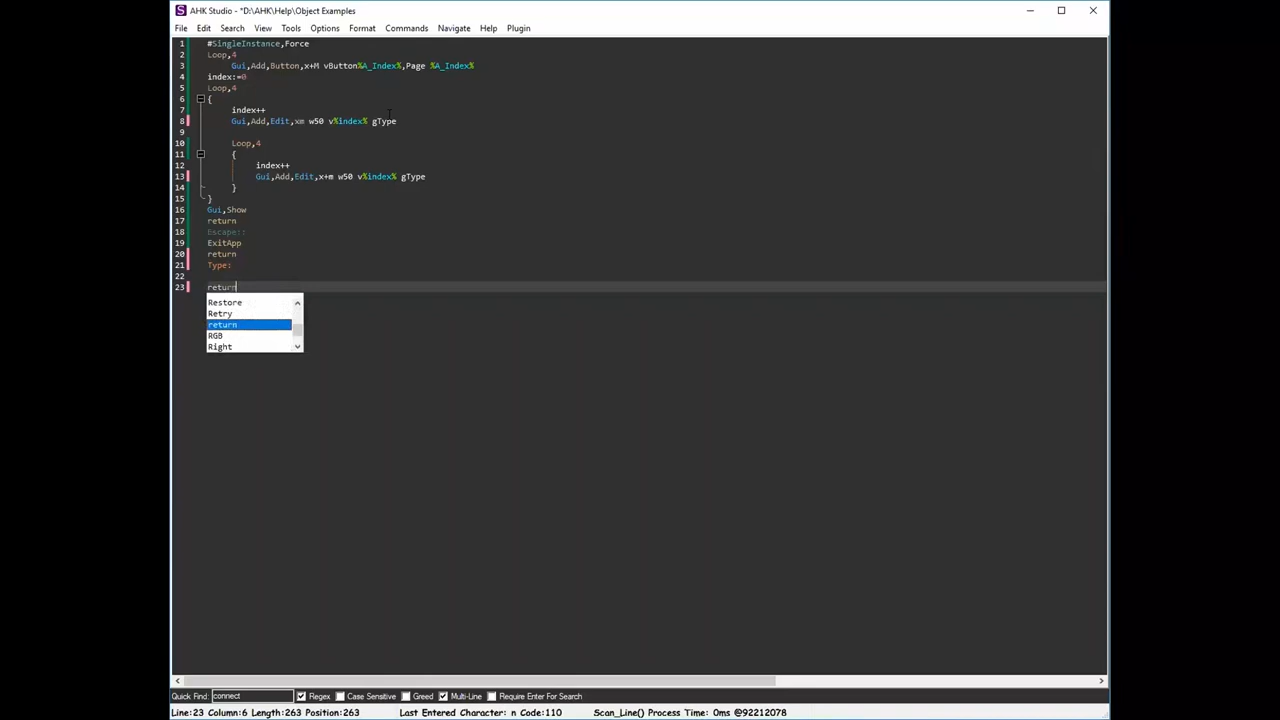 AHK Studio - *D:\AHK\Help\Object Examples
File Edit Search View Tools Options Format Commands Navigate Help Plugin
1 #SingleInstance,Force
2 Loop,4
3 Gui,Add,Button,x+M vButton%A_Index%,Page %A_Index%
4 index:=0
5 Loop,4
6 {
7 index++
8 Gui,Add,Edit,xm w50 v%index% gType
9
10 Loop,4
11 {
12 index++
13 Gui,Add,Edit,x+m w50 v%index% gType
14 }
15 }
16 Gui,Show
17 return
18 Escape::
19 ExitApp
20 return
21 Type:
22
23 return
Restore
Retry
return
RGB
Right
Quick Find: connect Regex Case Sensitive Greed Multi-Line Require Enter For Search
Line:23 Column:6 Length:263 Position:263 Last Entered Character: n Code:110 Scan_Line() Process Time: 0ms @92212078